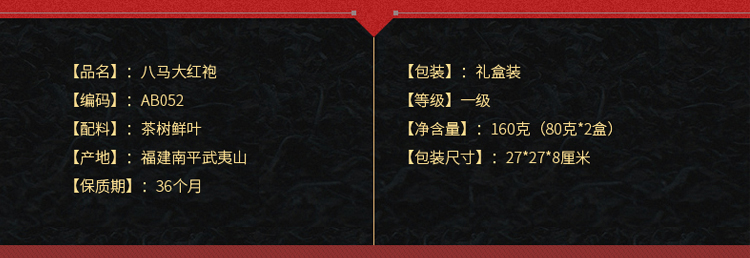 【品名】：八马大红袍
【编码】：AB052
【配料】：茶树鲜叶
【产地】：福建南平武夷山
【保质期】：36个月
【包装】：礼盒装
【等级】一级
【净含量】：160克（80克*2盒）
【包装尺寸】：27*27*8厘米